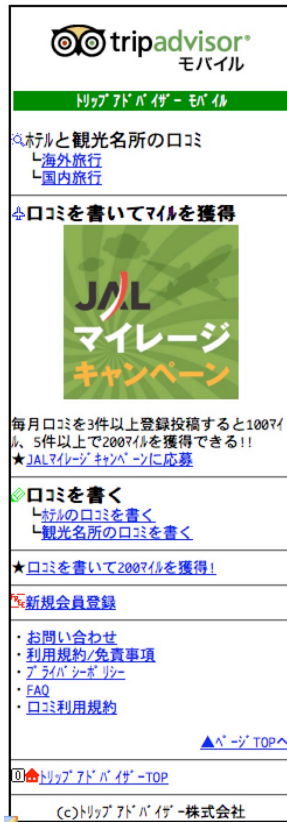 tripadvisor®
モバイル
ﾄﾘｯﾌﾟｱﾄﾞﾊﾞｲｻﾞｰ ﾓﾊﾞｲﾙ
ﾎﾃﾙと観光名所の口ｺﾐ
┗海外旅行
┗国内旅行
口ｺﾐを書いてﾏｲﾙを獲得
JAL
マイレージ
キャンペーン
毎月口ｺﾐを3件以上登録投稿すると100ﾏｲ
ﾙ、5件以上で200ﾏｲﾙを獲得できる!!
★JALﾏｲﾚｰｼﾞｷｬﾝﾍﾟｰﾝに応募
口ｺﾐを書く
┗ﾎﾃﾙの口ｺﾐを書く
┗観光名所の口ｺﾐを書く
★口ｺﾐを書いて200ﾏｲﾙを獲得!
新規会員登録
・お問い合わせ
・利用規約/免責事項
・ﾌﾟﾗｲﾊﾞｼｰﾎﾟﾘｼｰ
・FAQ
・口ｺﾐ利用規約
▲ﾍﾟｰｼﾞTOPへ
0 ﾄﾘｯﾌﾟｱﾄﾞﾊﾞｲｻﾞｰTOP
(c)ﾄﾘｯﾌﾟｱﾄﾞﾊﾞｲｻﾞｰ株式会社